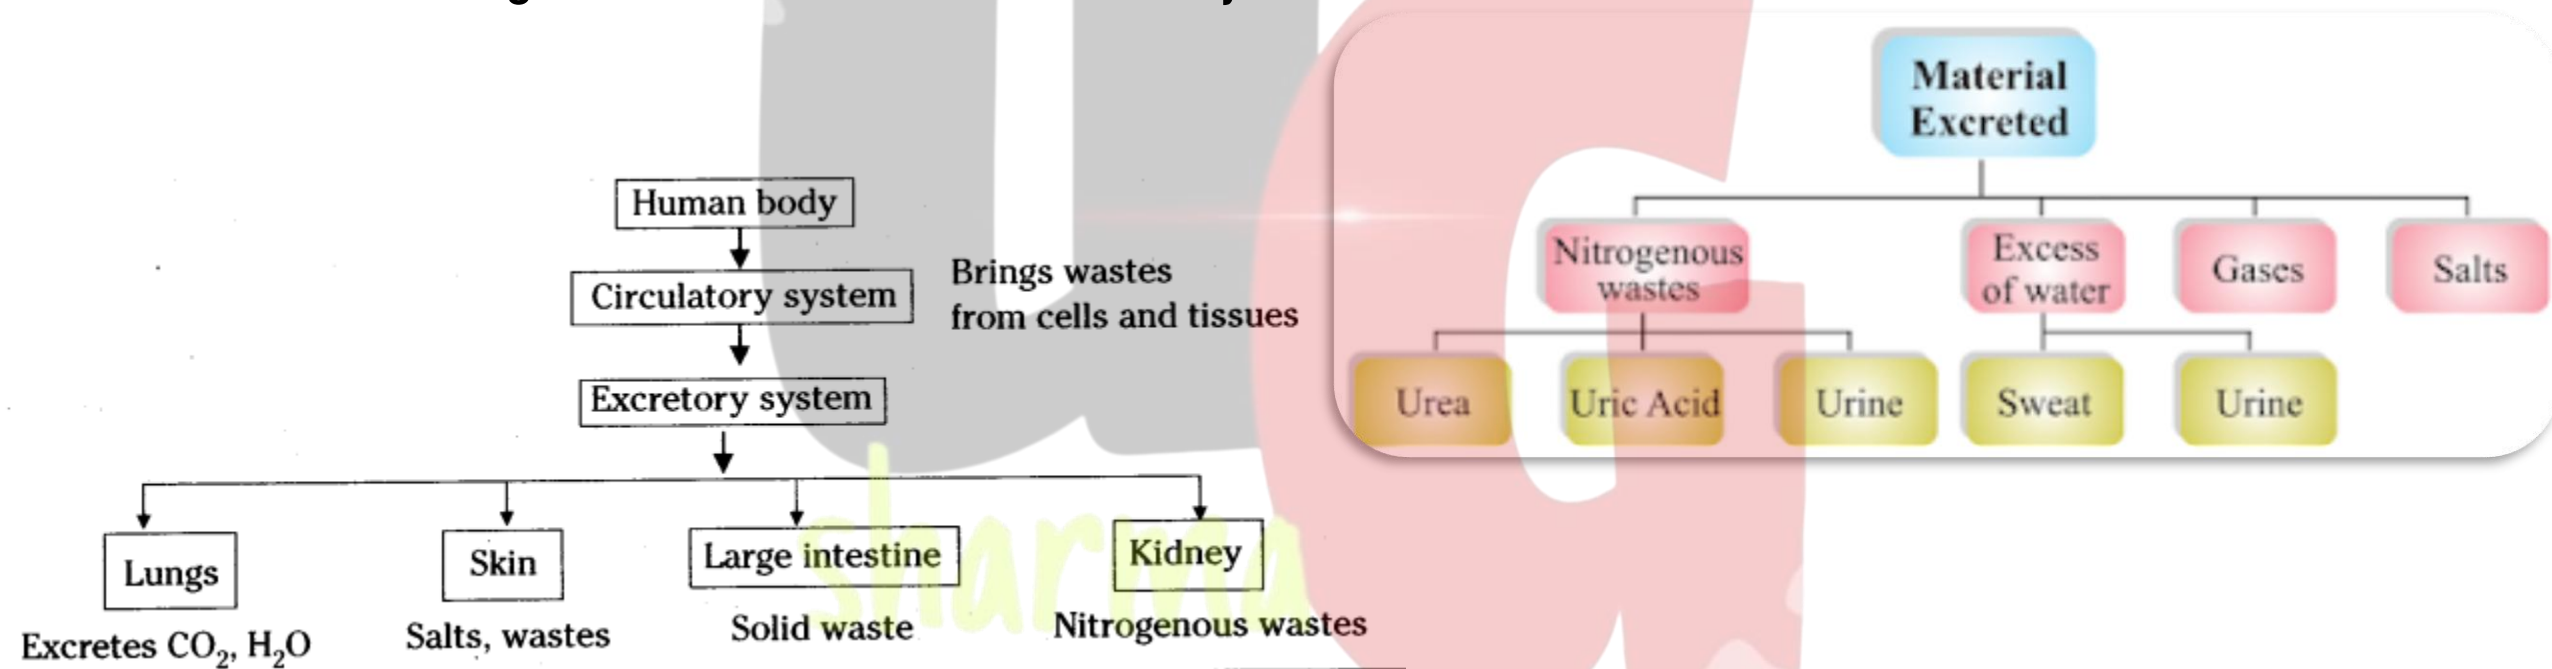 Human body
Circulatory system
Brings wastes
from cells and tissues
Excretory system
Lungs
Skin
Large intestine
Kidney
Excretes CO₂, H₂O
Salts, wastes
Solid waste
Nitrogenous wastes
Material
Excreted
Nitrogenous
wastes
Excess
of water
Gases
Salts
Urea
Uric Acid
Urine
Sweat
Urine
sharma